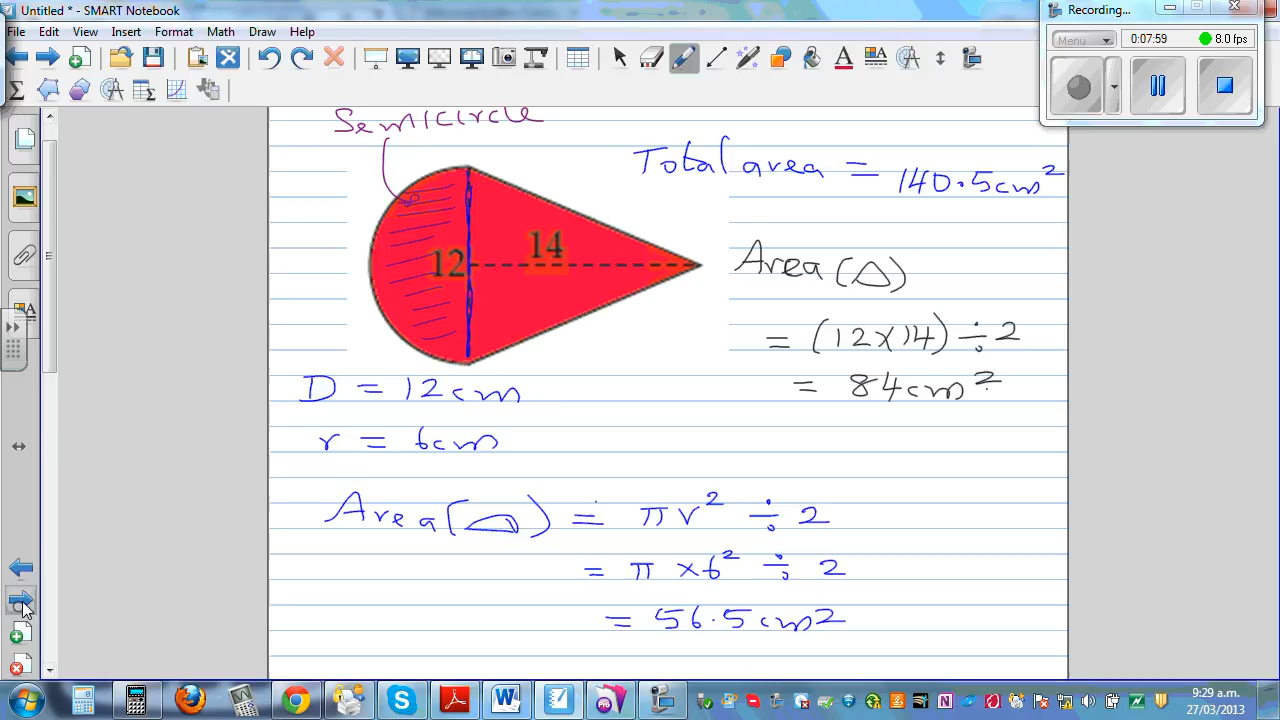 Untitled * - SMART Notebook
Recording...
File Edit View Insert Format Math Draw Help
Menu
0:07:59
8.0 fps
Semicircle
Total area = 140.5cm²
12
14
Area (△)
= (12×14) ÷ 2
= 84cm²
D = 12cm
r = 6cm
Area (⌓) = πr² ÷ 2
= π × 6² ÷ 2
= 56.5cm2
9:29 a.m.
27/03/2013